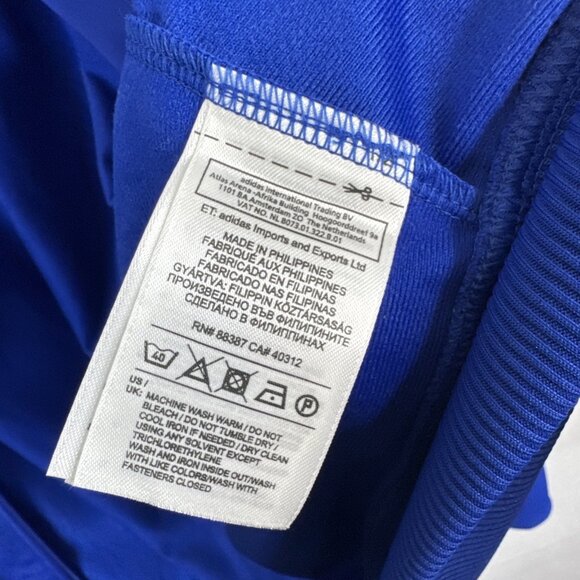 adidas International Trading BV
Atlas Arena -Afrika Building Hoogoorddreef 9a
1101 BA Amsterdam ZO The Netherlands
VAT NO. NL8073.01.322.B.01
ET: adidas Imports and Exports Ltd
MADE IN PHILIPPINES
FABRIQUÉ AUX PHILIPPINES
FABRICADO EN FILIPINAS
FABRICADO NAS FILIPINAS
GYÁRTVA: FILIPPIN KÖZTÁRSASÁG
ПРОИЗВЕДЕНО ВЪВ ФИЛИПИНИТЕ
СДЕЛАНО В ФИЛИППИНАХ
RN# 88387 CA# 40312
40 P
US /
UK: MACHINE WASH WARM / DO NOT
BLEACH / DO NOT TUMBLE DRY /
COOL IRON IF NEEDED / DRY CLEAN
USING ANY SOLVENT EXCEPT
TRICHLORETHYLENE
WASH AND IRON INSIDE OUT/WASH
WITH LIKE COLORS/WASH WITH
FASTENERS CLOSED